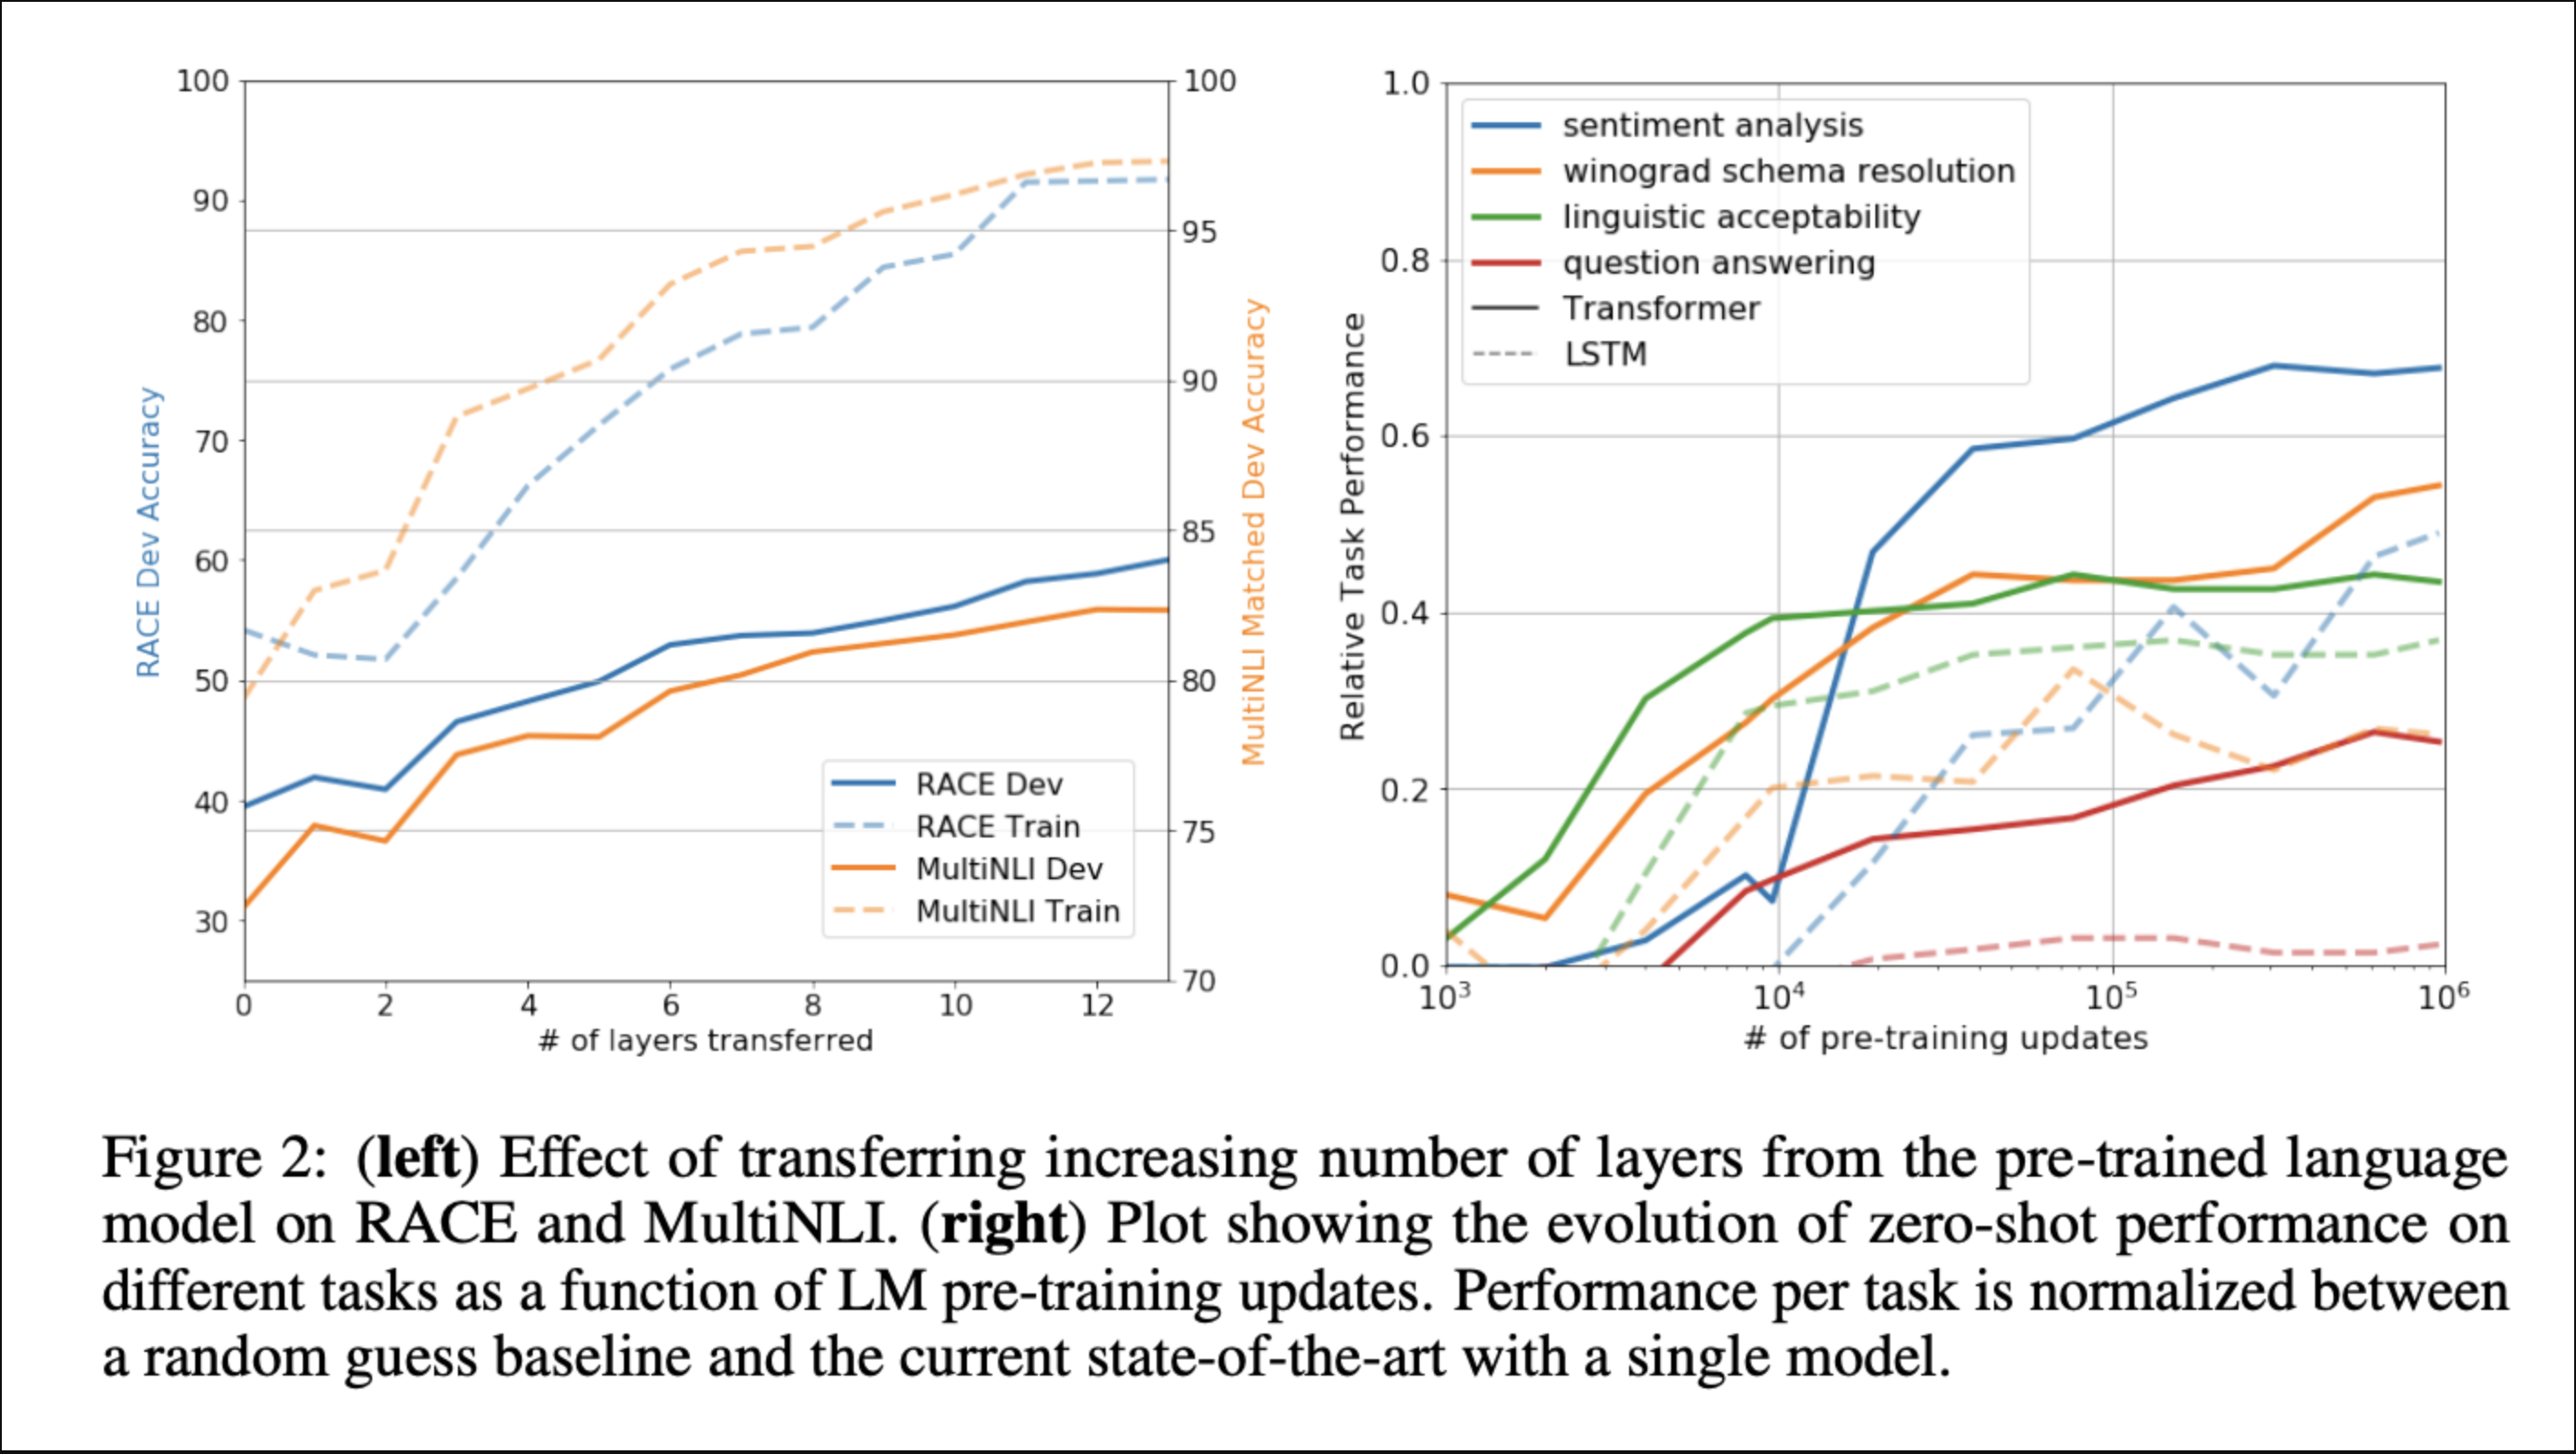 100
90
80
70
60
50
40
30
RACE Dev Accuracy
0 2 4 6 8 10 12
# of layers transferred
100
95
90
85
80
75
70
MultiNLI Matched Dev Accuracy
RACE Dev
RACE Train
MultiNLI Dev
MultiNLI Train
1.0
0.8
0.6
0.4
0.2
0.0
Relative Task Performance
sentiment analysis
winograd schema resolution
linguistic acceptability
question answering
Transformer
LSTM
10³ 10⁴ 10⁵ 10⁶
# of pre-training updates
Figure 2: (left) Effect of transferring increasing number of layers from the pre-trained language
model on RACE and MultiNLI. (right) Plot showing the evolution of zero-shot performance on
different tasks as a function of LM pre-training updates. Performance per task is normalized between
a random guess baseline and the current state-of-the-art with a single model.